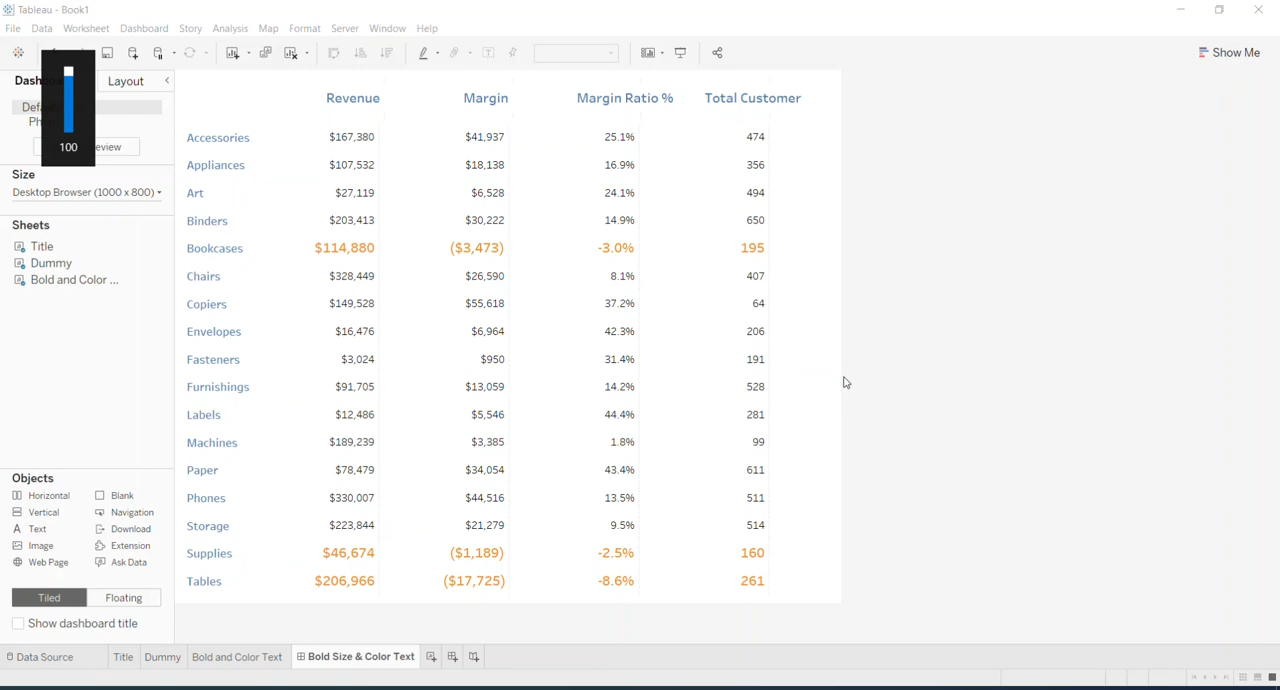 Tableau - Book1
File Data Worksheet Dashboard Story Analysis Map Format Server Window Help
Show Me
Layout
100
Size
Desktop Browser (1000 x 800)
Sheets
Title
Dummy
Bold and Color ...
Objects
Horizontal Blank
Vertical Navigation
Text Download
Image Extension
Web Page Ask Data
Tiled Floating
Show dashboard title
Revenue Margin Margin Ratio % Total Customer
Accessories $167,380 $41,937 25.1% 474
Appliances $107,532 $18,138 16.9% 356
Art $27,119 $6,528 24.1% 494
Binders $203,413 $30,222 14.9% 650
Bookcases $114,880 ($3,473) -3.0% 195
Chairs $328,449 $26,590 8.1% 407
Copiers $149,528 $55,618 37.2% 64
Envelopes $16,476 $6,964 42.3% 206
Fasteners $3,024 $950 31.4% 191
Furnishings $91,705 $13,059 14.2% 528
Labels $12,486 $5,546 44.4% 281
Machines $189,239 $3,385 1.8% 99
Paper $78,479 $34,054 43.4% 611
Phones $330,007 $44,516 13.5% 511
Storage $223,844 $21,279 9.5% 514
Supplies $46,674 ($1,189) -2.5% 160
Tables $206,966 ($17,725) -8.6% 261
Data Source Title Dummy Bold and Color Text Bold Size & Color Text